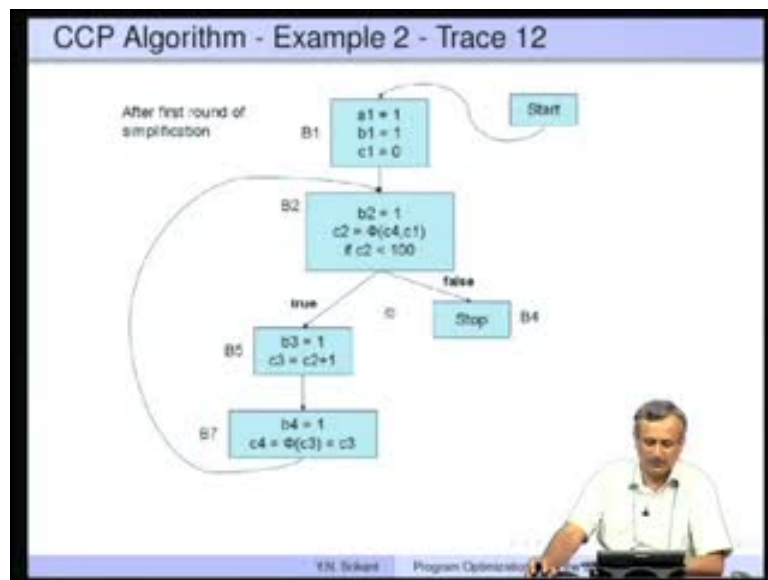 CCP Algorithm - Example 2 - Trace 12
After first round of
simplification
Start
B1
a1 = 1
b1 = 1
c1 = 0
B2
b2 = 1
c2 = Φ(c4,c1)
if c2 < 100
true
false
Stop
B4
B5
b3 = 1
c3 = c2+1
B7
b4 = 1
c4 = Φ(c3) = c3
Y.N. Srikant
Program Optimization